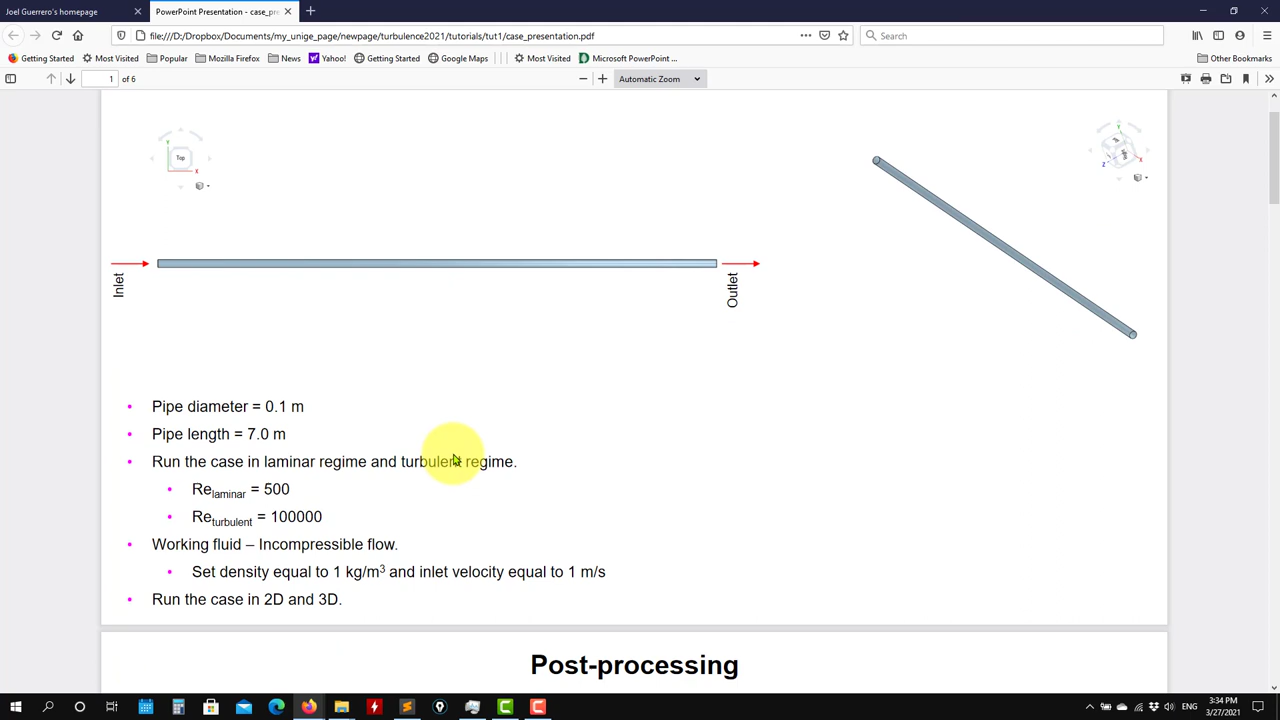 Joel Guerrero's homepage
PowerPoint Presentation - case_pre
file:///D:/Dropbox/Documents/my_unige_page/newpage/turbulence2021/tutorials/tut1/case_presentation.pdf
Search
Getting Started
Most Visited
Popular
Mozilla Firefox
News
Yahoo!
Getting Started
Google Maps
Most Visited
Microsoft PowerPoint ...
Other Bookmarks
1 of 6
Automatic Zoom
Y
Top
X
Y
Z
X
Inlet
Outlet
• Pipe diameter = 0.1 m
• Pipe length = 7.0 m
• Run the case in laminar regime and turbulent regime.
• Relaminar = 500
• Returbulent = 100000
• Working fluid – Incompressible flow.
• Set density equal to 1 kg/m³ and inlet velocity equal to 1 m/s
• Run the case in 2D and 3D.
Post-processing
ENG
3:34 PM
3/27/2021